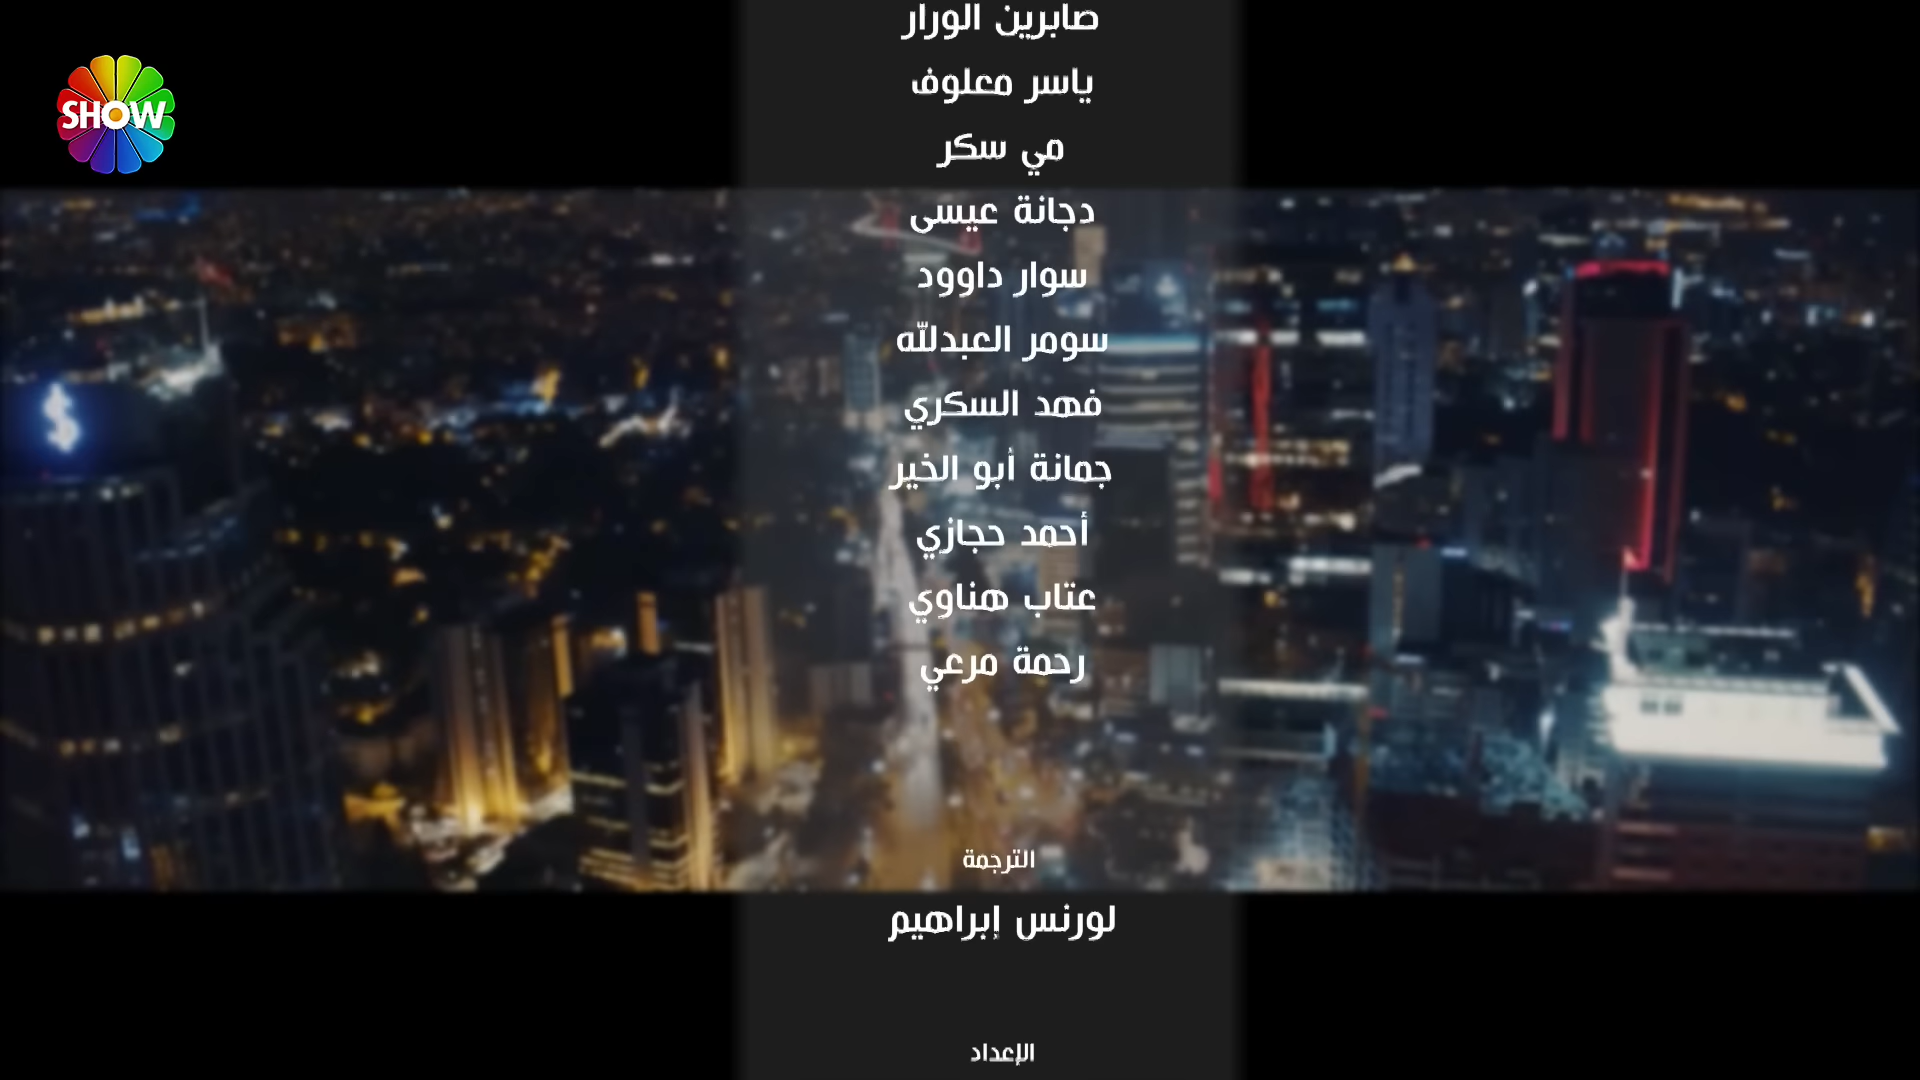 صابرين الورار
SHOW
ياسر معلوف
مي سكر
دجانة عيسى
سوار داوود
سومر العبدلله
فهد السكري
جمانة أبو الخير
أحمد حجازي
عتاب هناوي
رحمة مرعي
الترجمة
لورنس إبراهيم
الإعداد